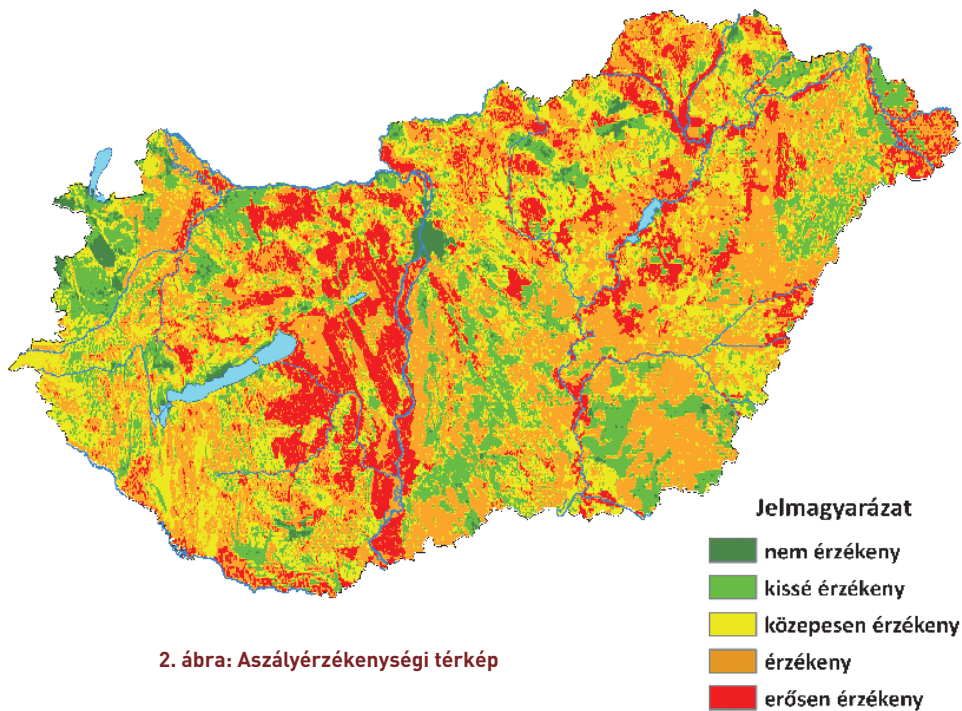 Jelmagyarázat
nem érzékeny
kissé érzékeny
közepesen érzékeny
érzékeny
erősen érzékeny
2. ábra: Aszályérzékenységi térkép